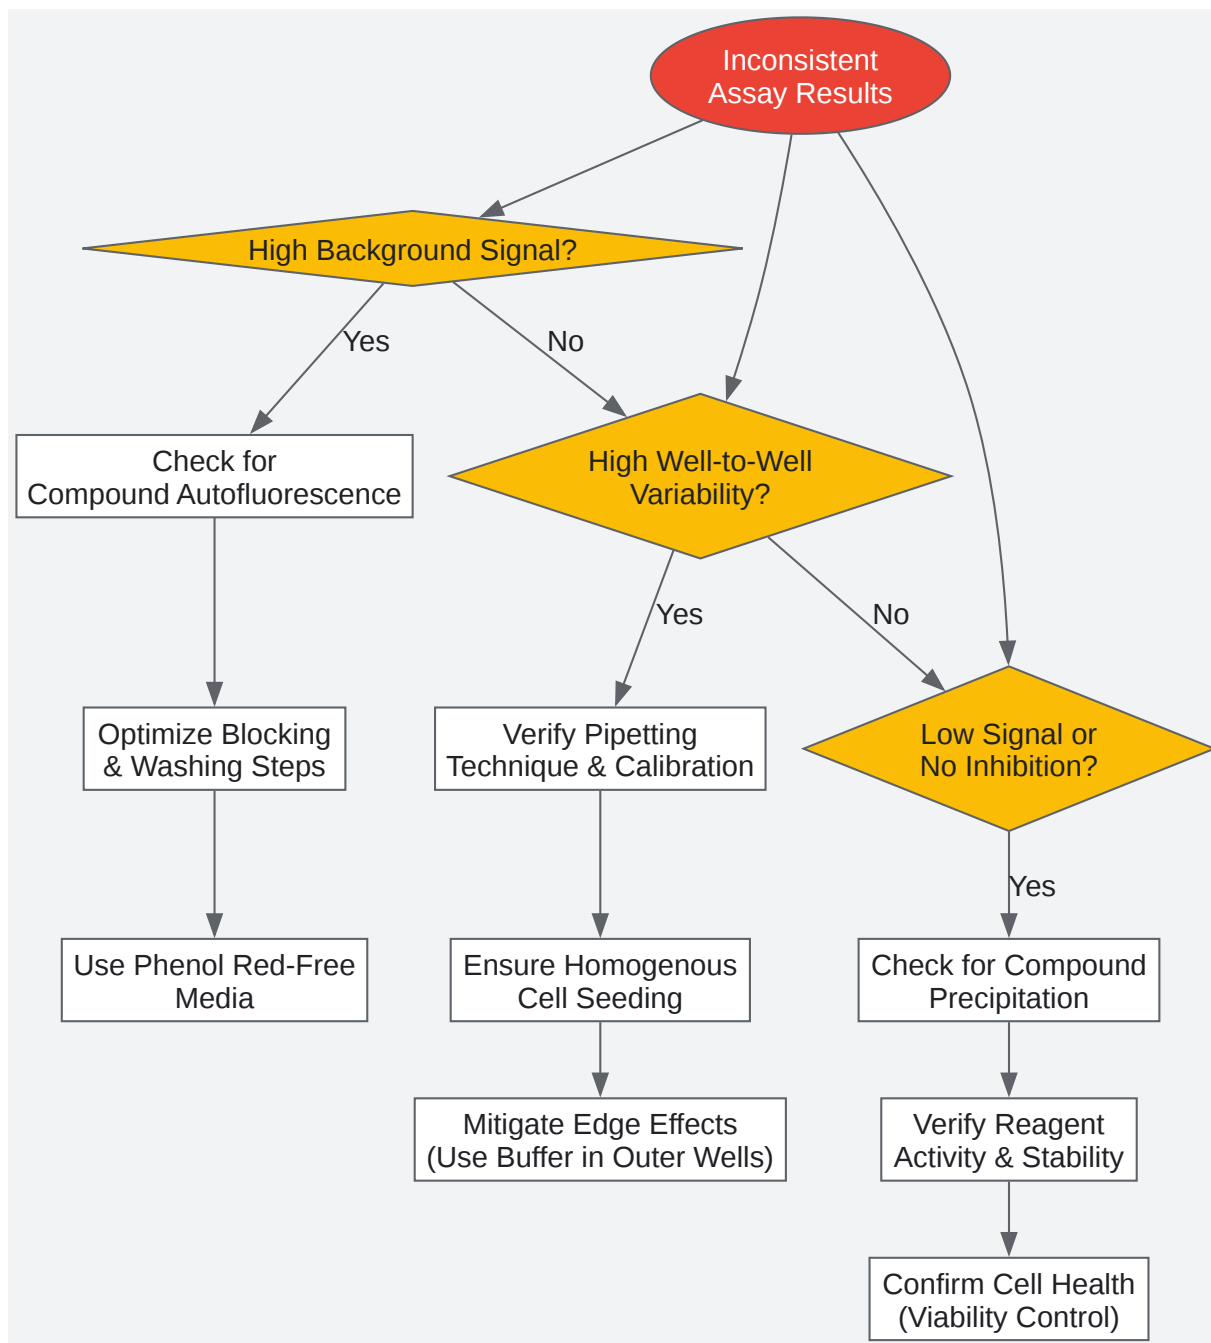 Inconsistent
Assay Results
High Background Signal?
Yes
No
Check for
Compound Autofluorescence
High Well-to-Well
Variability?
Yes
No
Optimize Blocking
& Washing Steps
Verify Pipetting
Technique & Calibration
Low Signal or
No Inhibition?
Yes
Use Phenol Red-Free
Media
Ensure Homogenous
Cell Seeding
Check for Compound
Precipitation
Mitigate Edge Effects
(Use Buffer in Outer Wells)
Verify Reagent
Activity & Stability
Confirm Cell Health
(Viability Control)